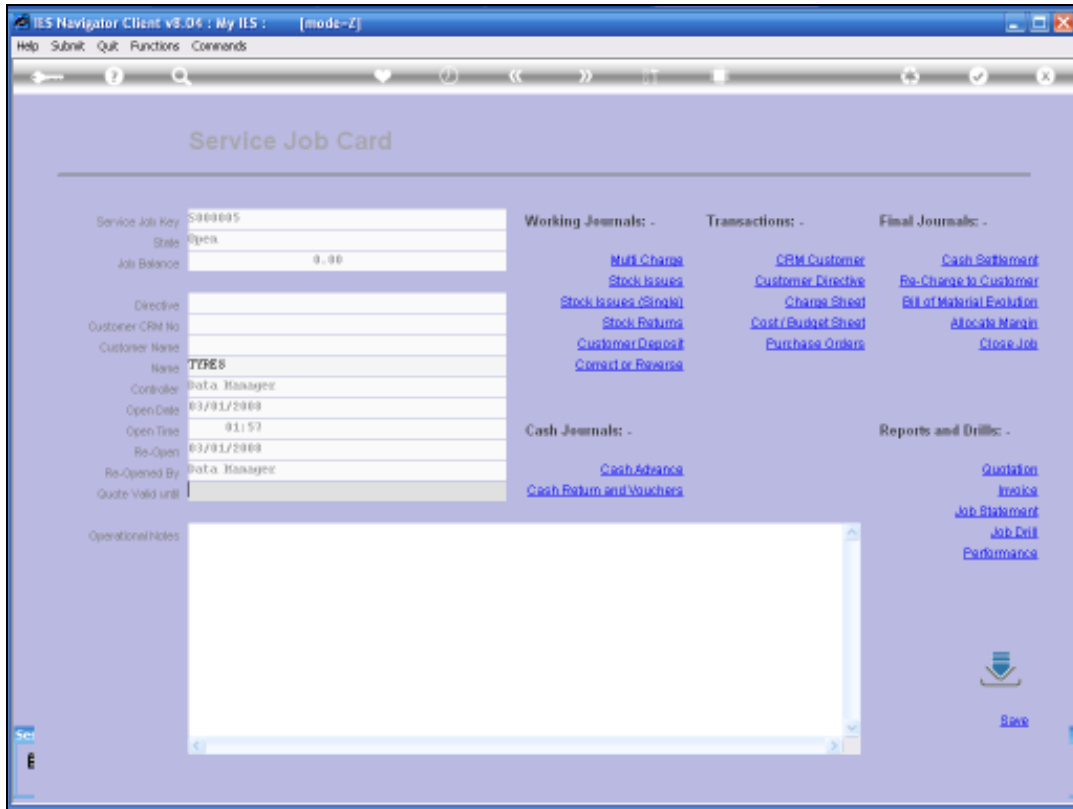 IES Navigator Client v8.04 : My IES : [mode=Z]
Help Submit Quit Functions Commands
Service Job Card
Service Job Key S000005
State Open
Job Balance 0.00
Directive
Customer CRM No
Customer Name
Name TYRES
Controller Data Manager
Open Date 03/01/2008
Open Time 01:57
Re-Open 03/01/2008
Re-Opened By Data Manager
Quote Valid until
Operational Notes
Working Journals: -
Multi Charge
Stock Issues
Stock Issues (Single)
Stock Returns
Customer Deposit
Correct or Reverse
Transactions: -
CRM Customer
Customer Directive
Charge Sheet
Cost / Budget Sheet
Purchase Orders
Final Journals: -
Cash Settlement
Re-Charge to Customer
Bill of Material Evolution
Allocate Margin
Close Job
Cash Journals: -
Cash Advance
Cash Return and Vouchers
Reports and Drills: -
Quotation
Invoice
Job Statement
Job Drill
Performance
Save
Ser